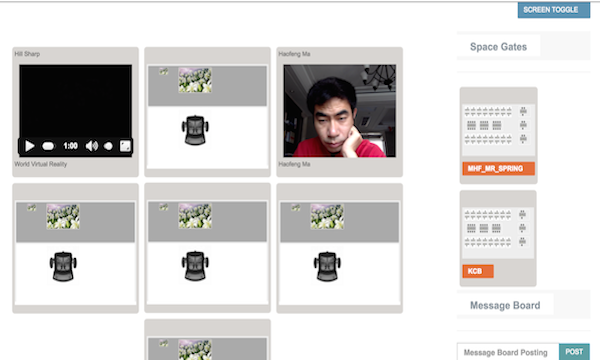 SCREEN TOGGLE
Hill Sharp
Haofeng Ma
Space Gates
1:00
World Virtual Reality
Haofeng Ma
MHF_MR_SPRING
KCB
Message Board
Message Board Posting
POST